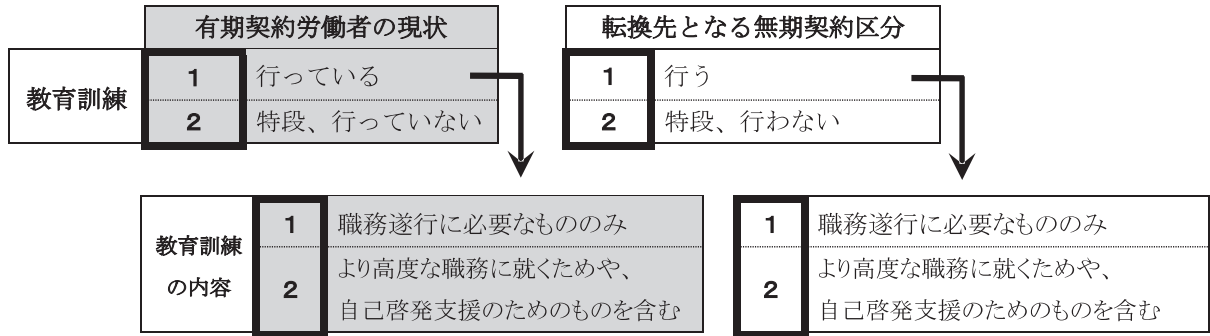 有期契約労働者の現状
転換先となる無期契約区分
教育訓練
1 行っている
2 特段、行っていない
1 行う
2 特段、行わない
教育訓練
の内容
1 職務遂行に必要なもののみ
2 より高度な職務に就くためや、
自己啓発支援のためのものを含む
1 職務遂行に必要なもののみ
2 より高度な職務に就くためや、
自己啓発支援のためのものを含む